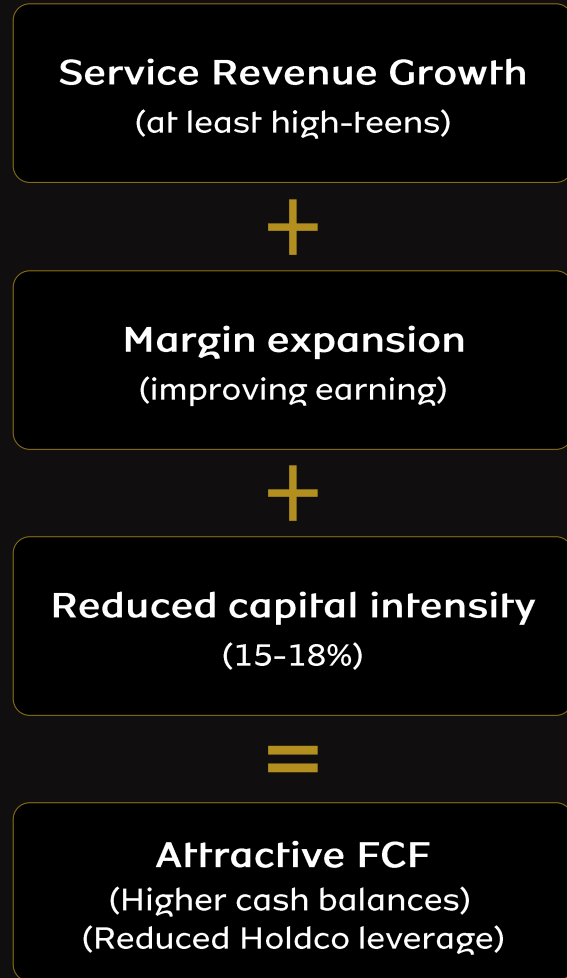 Service Revenue Growth
(at least high-teens)
+
Margin expansion
(improving earning)
+
Reduced capital intensity
(15-18%)
=
Attractive FCF
(Higher cash balances)
(Reduced Holdco leverage)